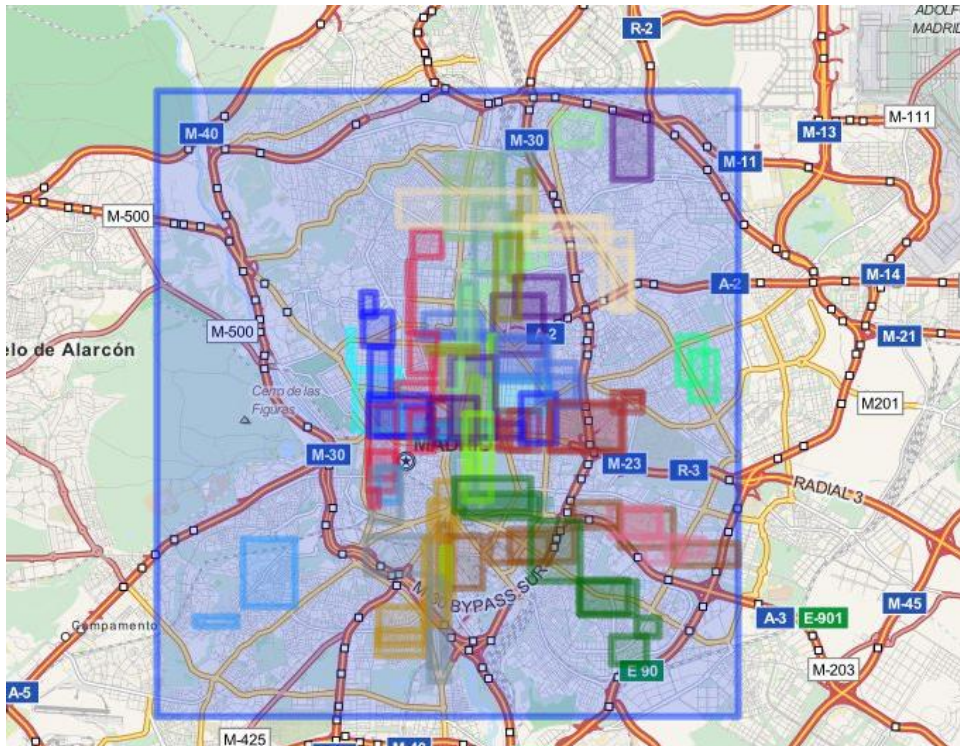 ADOLF
MADRID
R-2
M-40
M-30
M-13
M-111
M-11
M-500
M-14
A-2
M-500
A-2
M-21
elo de Alarcón
Cerro de las
Figuras
M201
MADRID
M-30
M-23
R-3
RADIAL 3
M-30 BYPASS SUR
M-45
Campamento
A-3
E-901
E 90
M-203
A-5
M-425